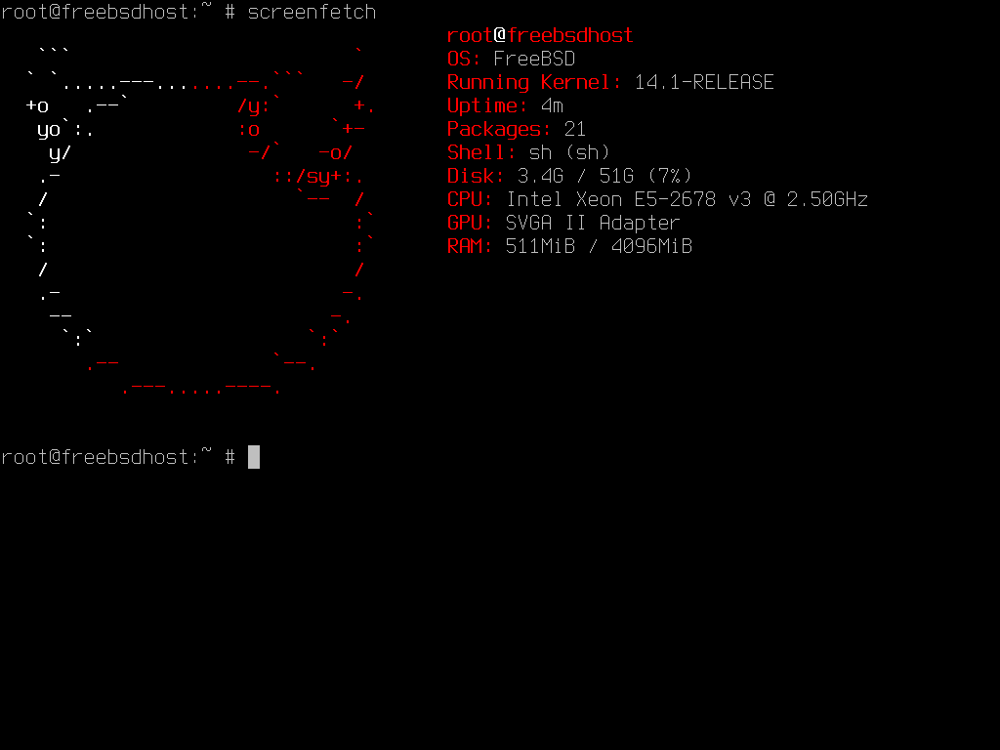 root@freebsdhost:~ # screenfetch
root@freebsdhost
OS: FreeBSD
Running Kernel: 14.1-RELEASE
Uptime: 4m
Packages: 21
Shell: sh (sh)
Disk: 3.4G / 51G (7%)
CPU: Intel Xeon E5-2678 v3 @ 2.50GHz
GPU: SVGA II Adapter
RAM: 511MiB / 4096MiB
root@freebsdhost:~ #